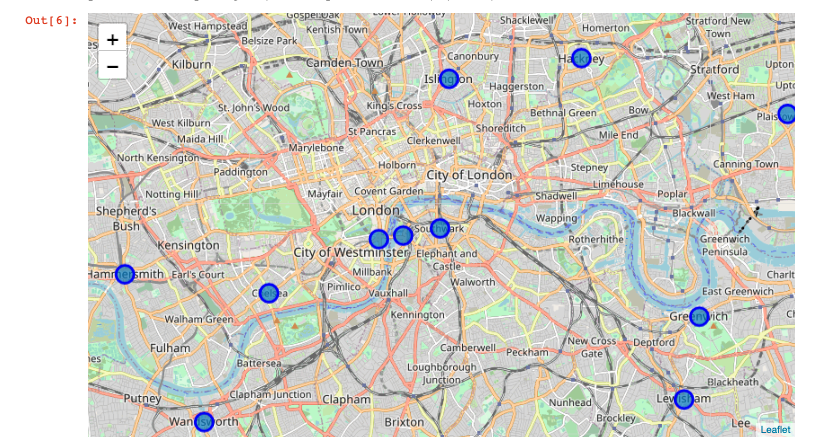 Out[6]:
+
−
West Hampstead
Kentish Town
Belsize Park
Shacklewell
Homerton
Stratford New
Town
Kilburn
Camden Town
Canonbury
Hackney
Stratford
Islington
Haggerston
Upton
West Ham
St. John's Wood
King's Cross
Hoxton
Bethnal Green
Bow
West Kilburn
Maida Hill
St Pancras
Shoreditch
Mile End
Marylebone
Clerkenwell
North Kensington
Paddington
Holborn
City of London
Stepney
Canning Town
Notting Hill
Mayfair
Covent Garden
Limehouse
Poplar
Shadwell
Shepherd's
Bush
London
Wapping
Blackwall
Southwark
Rotherhithe
Greenwich
Peninsula
Kensington
City of Westminster
Elephant and
Castle
Hammersmith
Earl's Court
Millbank
Walworth
Chelsea
Pimlico
Vauxhall
East Greenwich
Walham Green
Kennington
Greenwich
Fulham
Camberwell
Peckham
New Cross
Gate
Deptford
Battersea
Loughborough
Junction
Blackheath
Putney
Clapham Junction
Clapham
Nunhead
Lewisham
Wandsworth
Brixton
Brockley
Lee
Leaflet